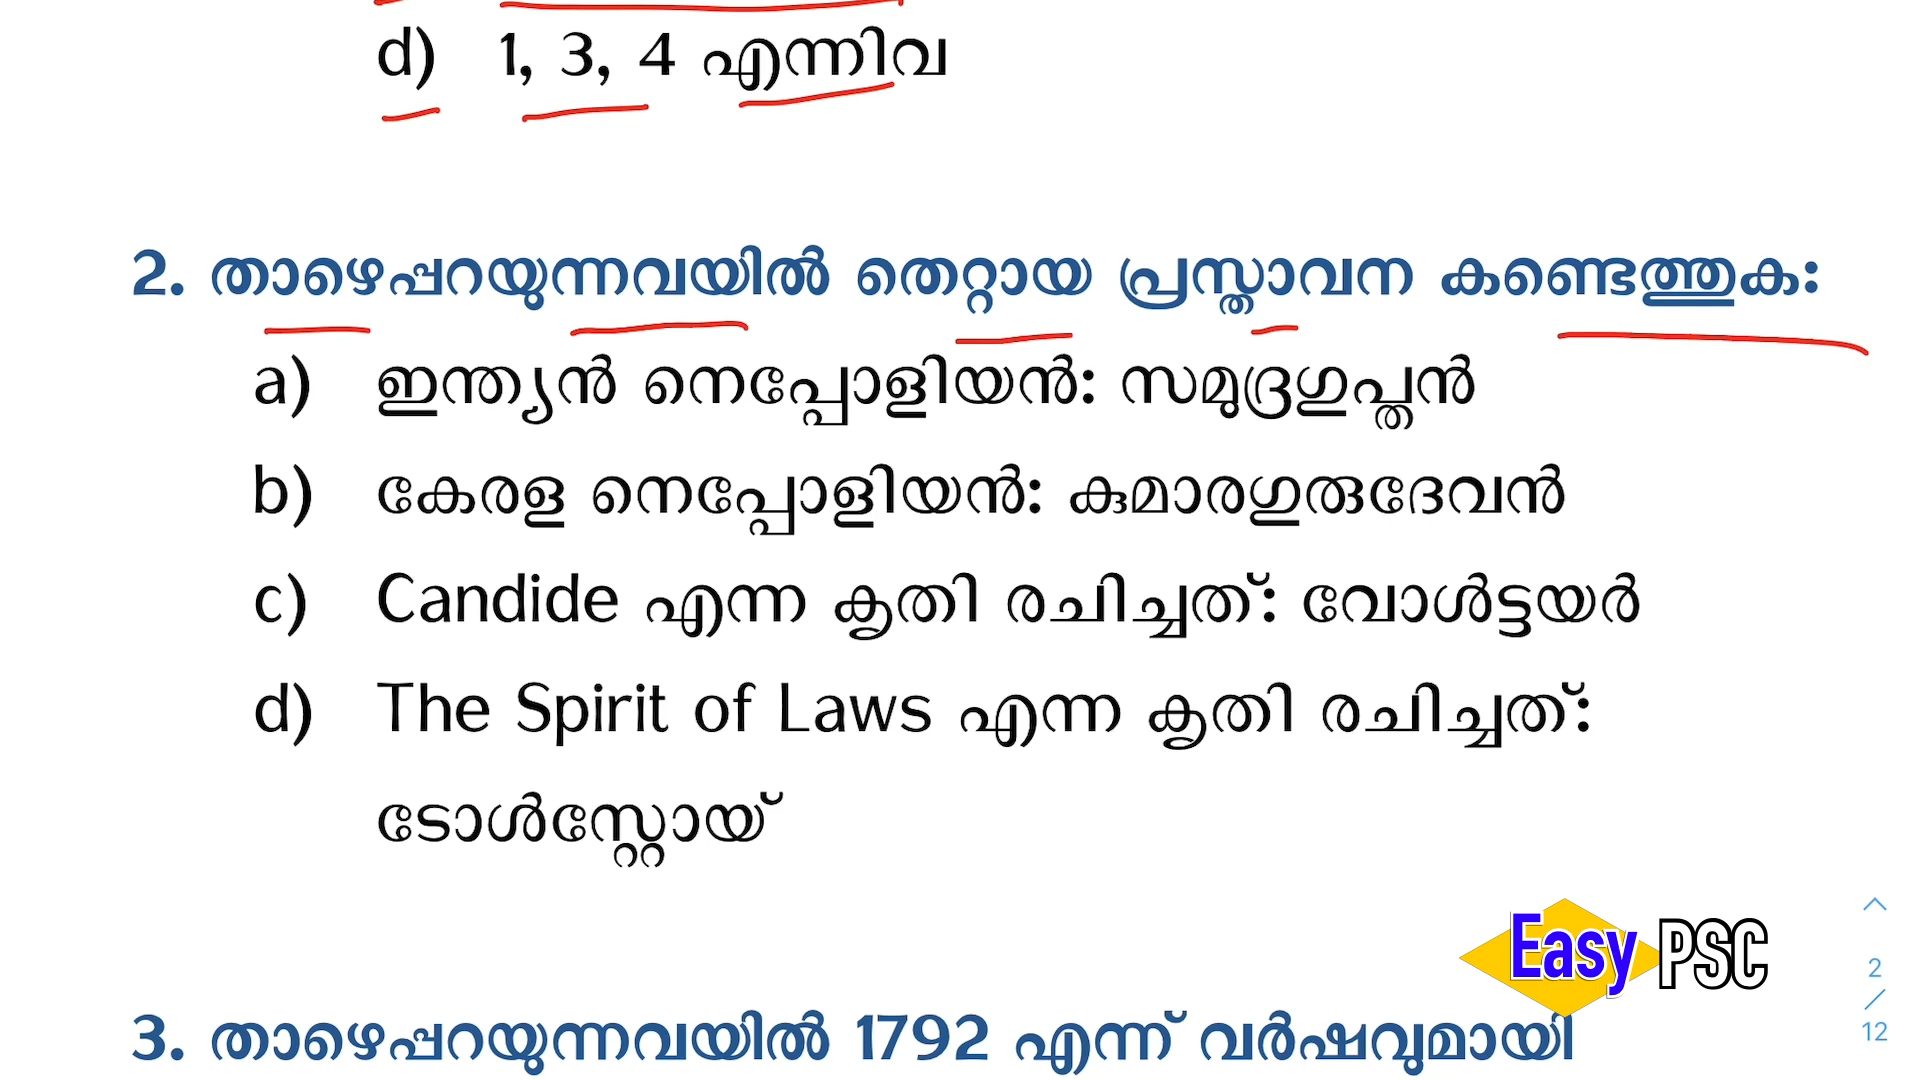 d) 1, 3, 4 എന്നിവ
2. താഴെപ്പറയുന്നവയിൽ തെറ്റായ പ്രസ്താവന കണ്ടെത്തുക:
a) ഇന്ത്യൻ നെപ്പോളിയൻ: സമുദ്രഗുപ്തൻ
b) കേരള നെപ്പോളിയൻ: കുമാരഗുരുദേവൻ
c) Candide എന്ന കൃതി രചിച്ചത്: വോൾട്ടയർ
d) The Spirit of Laws എന്ന കൃതി രചിച്ചത്:
ടോൾസ്റ്റോയ്
Easy PSC
2
/
12
3. താഴെപ്പറയുന്നവയിൽ 1792 എന്ന് വർഷവുമായി